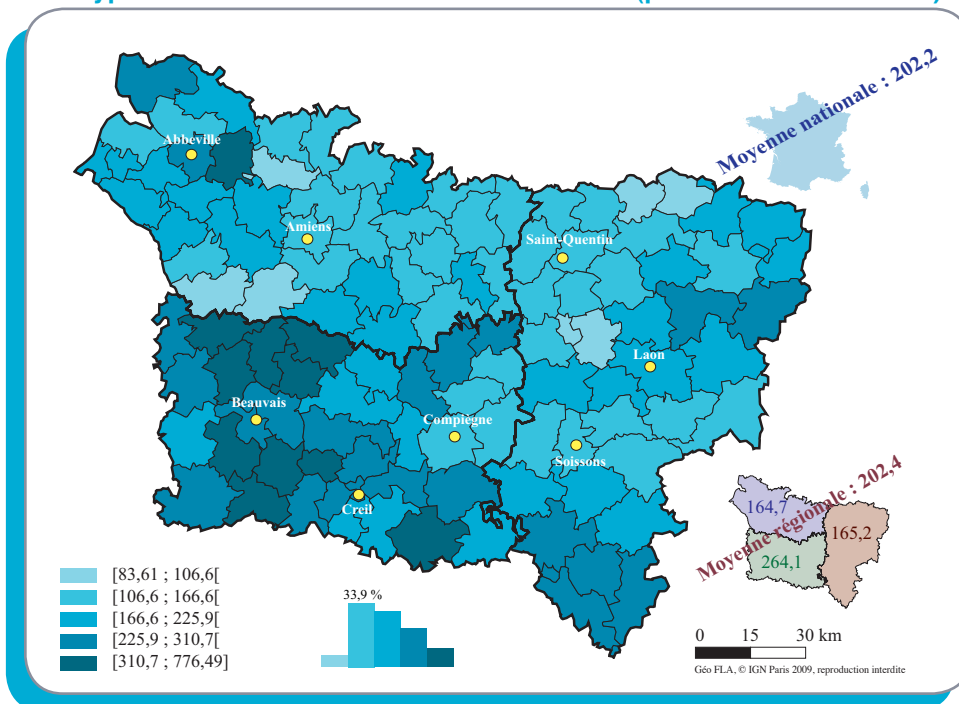 Moyenne nationale : 202,2
Abbeville
Amiens
Saint-Quentin
Laon
Beauvais
Compiègne
Soissons
Creil
Moyenne régionale : 202,4
164,7
165,2
264,1
[83,61 ; 106,6[
[106,6 ; 166,6[
[166,6 ; 225,9[
[225,9 ; 310,7[
[310,7 ; 776,49]
33,9 %
0 15 30 km
Géo FLA, © IGN Paris 2009, reproduction interdite